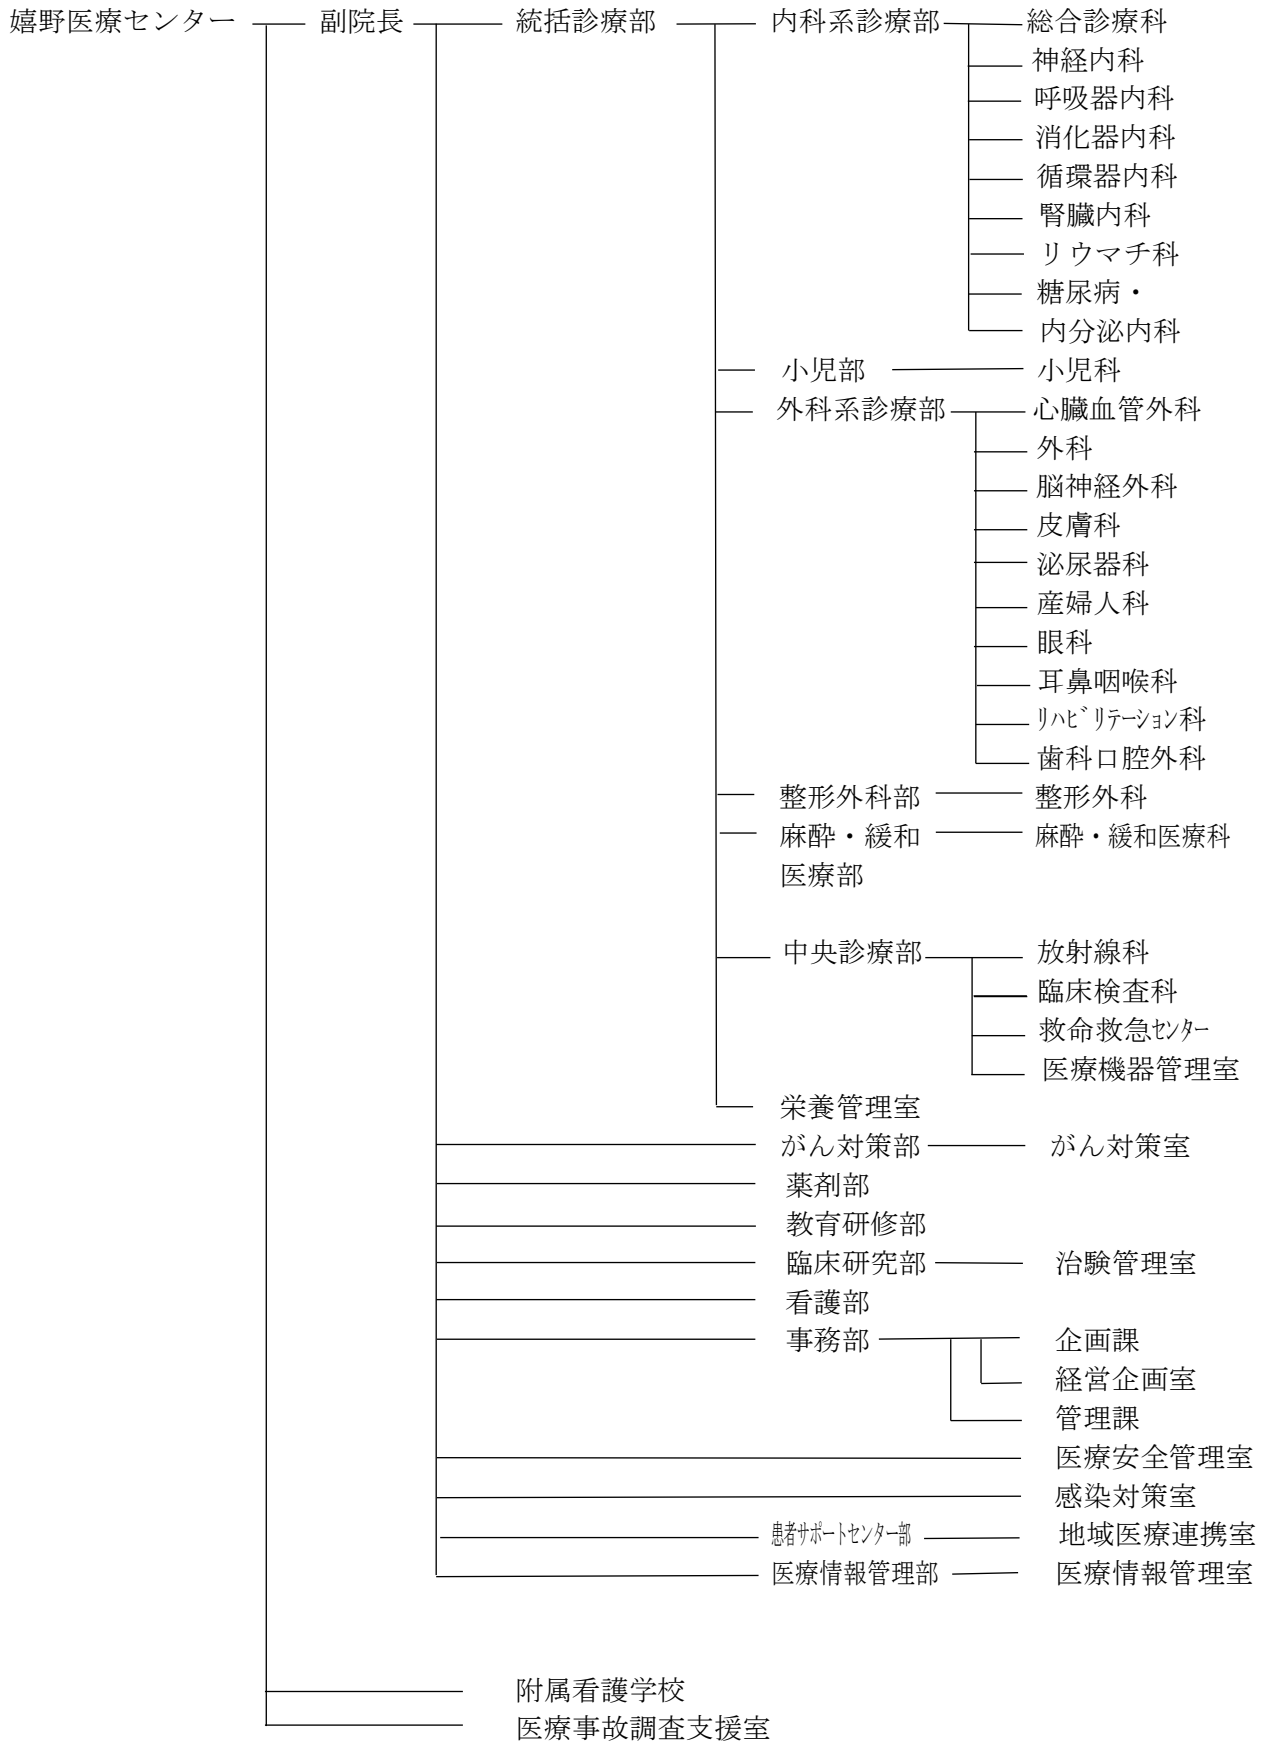 嬉野医療センター 副院長 統括診療部 内科系診療部 総合診療科
神経内科
呼吸器内科
消化器内科
循環器内科
腎臓内科
リウマチ科
糖尿病・
内分泌内科
小児部 小児科
外科系診療部 心臓血管外科
外科
脳神経外科
皮膚科
泌尿器科
産婦人科
眼科
耳鼻咽喉科
ﾘﾊﾋﾞﾘﾃｰｼｮﾝ科
歯科口腔外科
整形外科部 整形外科
麻酔・緩和 麻酔・緩和医療科
医療部
中央診療部 放射線科
臨床検査科
救命救急ｾﾝﾀｰ
医療機器管理室
栄養管理室
がん対策部 がん対策室
薬剤部
教育研修部
臨床研究部 治験管理室
看護部
事務部 企画課
経営企画室
管理課
医療安全管理室
感染対策室
患者サポートセンター部 地域医療連携室
医療情報管理部 医療情報管理室
附属看護学校
医療事故調査支援室